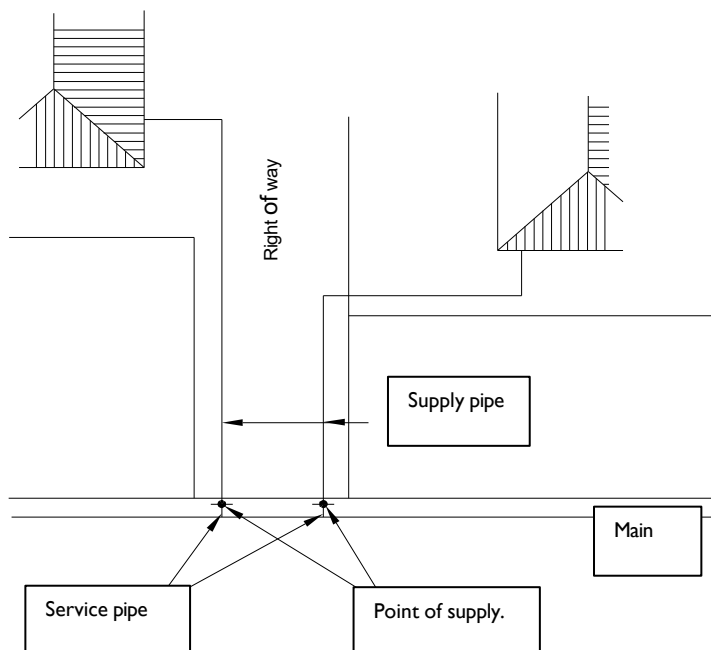 Right of way
Supply pipe
Main
Service pipe
Point of supply.